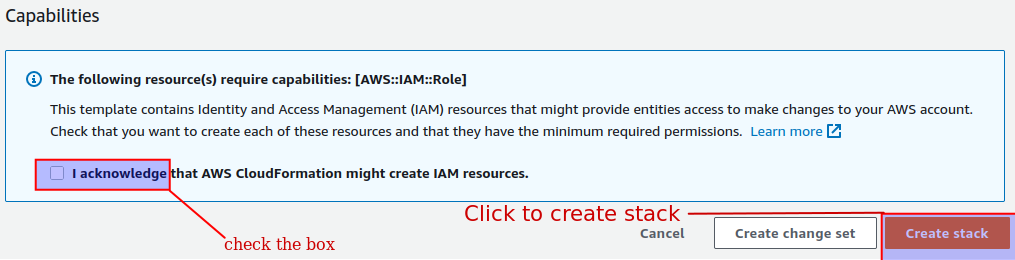 Capabilities
The following resource(s) require capabilities: [AWS::IAM::Role]
This template contains Identity and Access Management (IAM) resources that might provide entities access to make changes to your AWS account.
Check that you want to create each of these resources and that they have the minimum required permissions. Learn more
I acknowledge that AWS CloudFormation might create IAM resources.
Click to create stack
check the box
Cancel
Create change set
Create stack